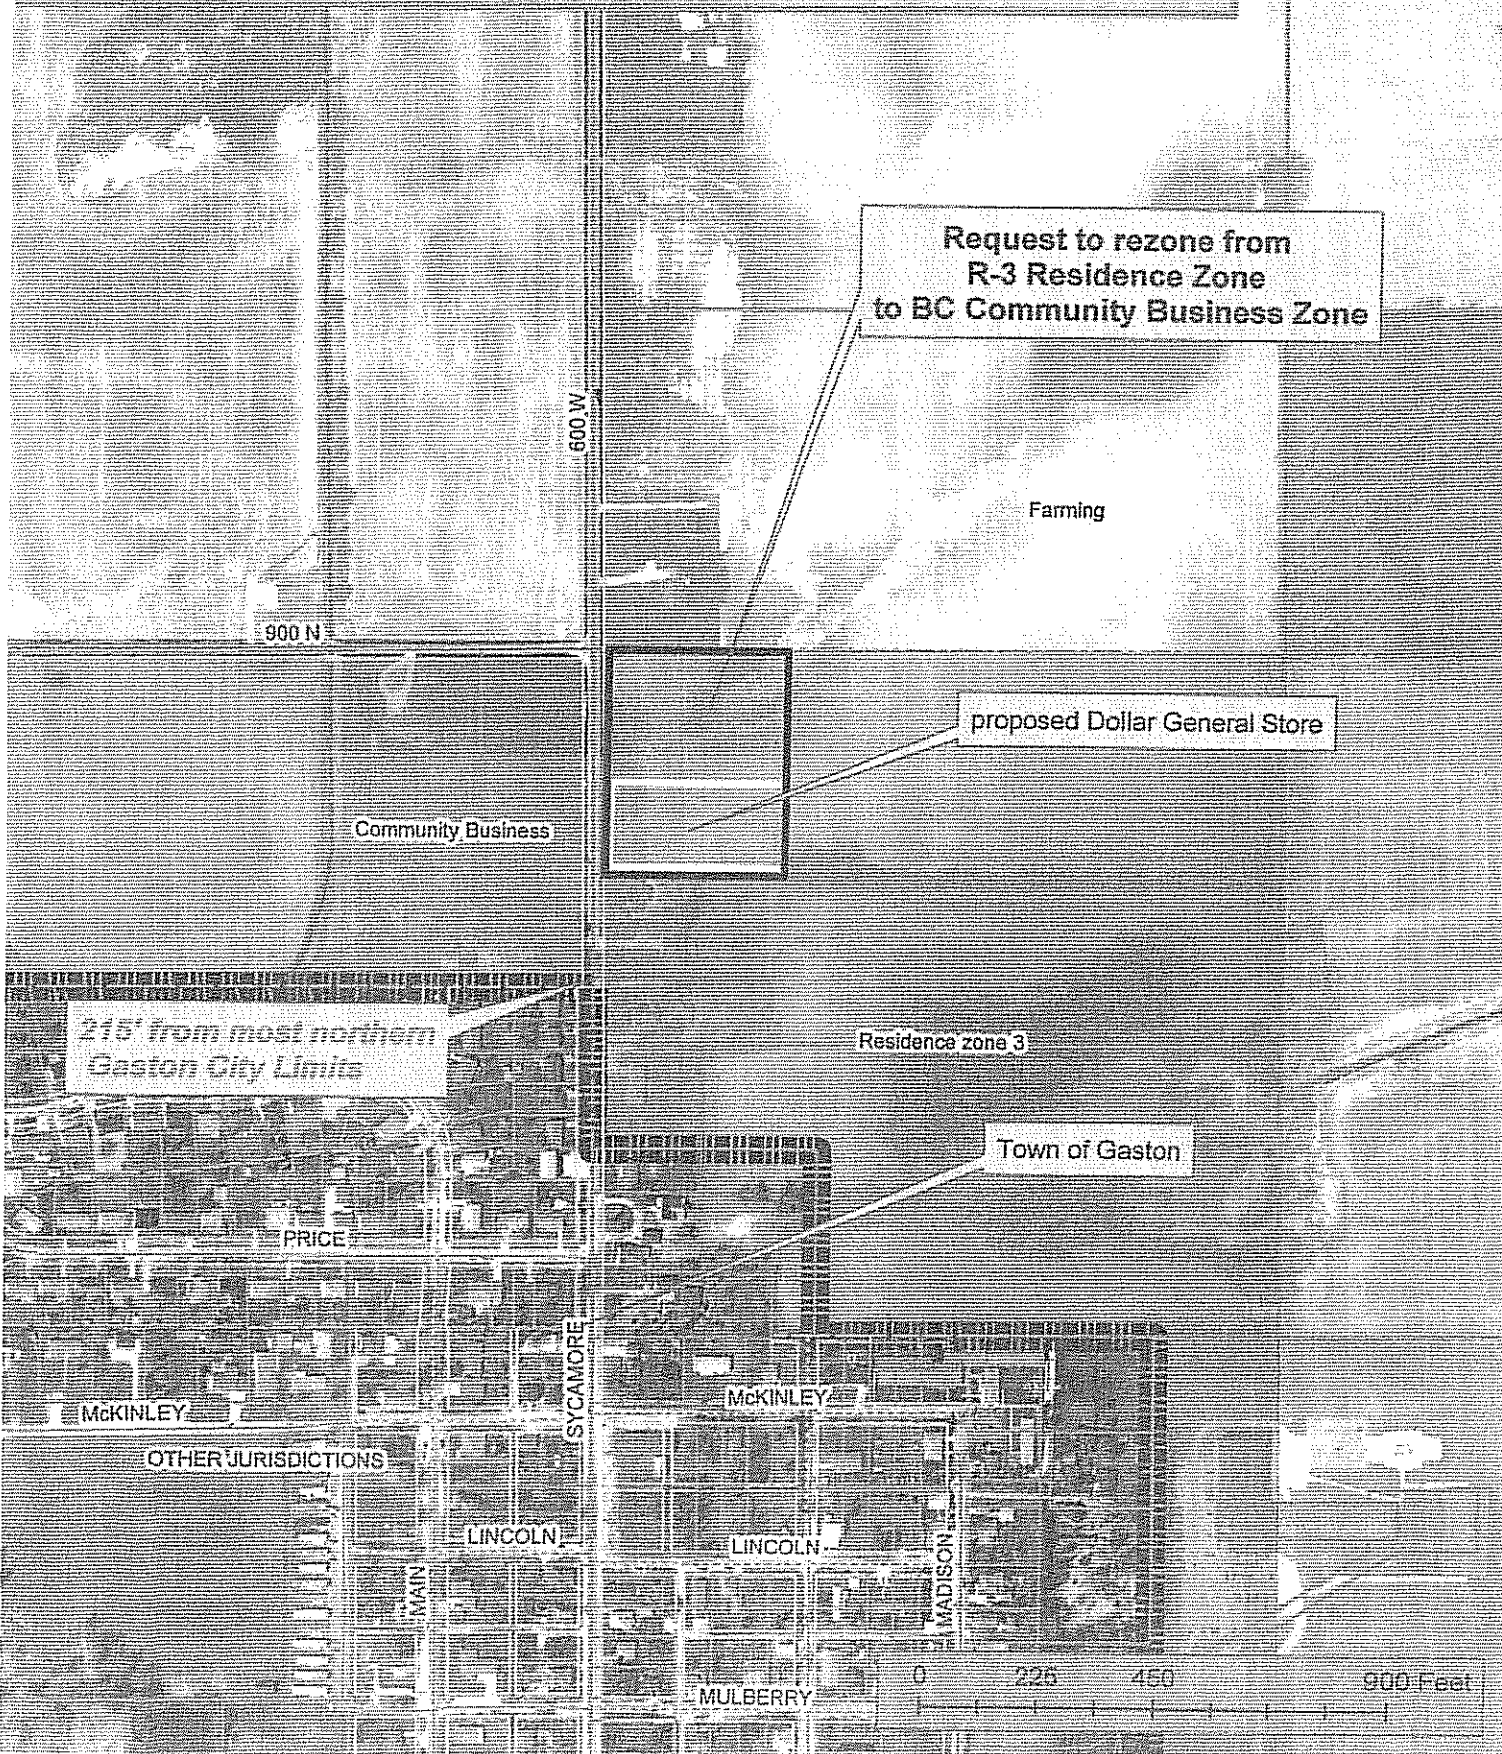 Request to rezone from
R-3 Residence Zone
to BC Community Business Zone
600 W
Farming
900 N
proposed Dollar General Store
Community Business
from most northern
Gaston City Limits
Residence zone 3
Town of Gaston
PRICE
SYCAMORE
McKINLEY
McKINLEY
OTHER JURISDICTIONS
LINCOLN
LINCOLN
MAIN
MADISON
MULBERRY
0 225 450 900 Feet